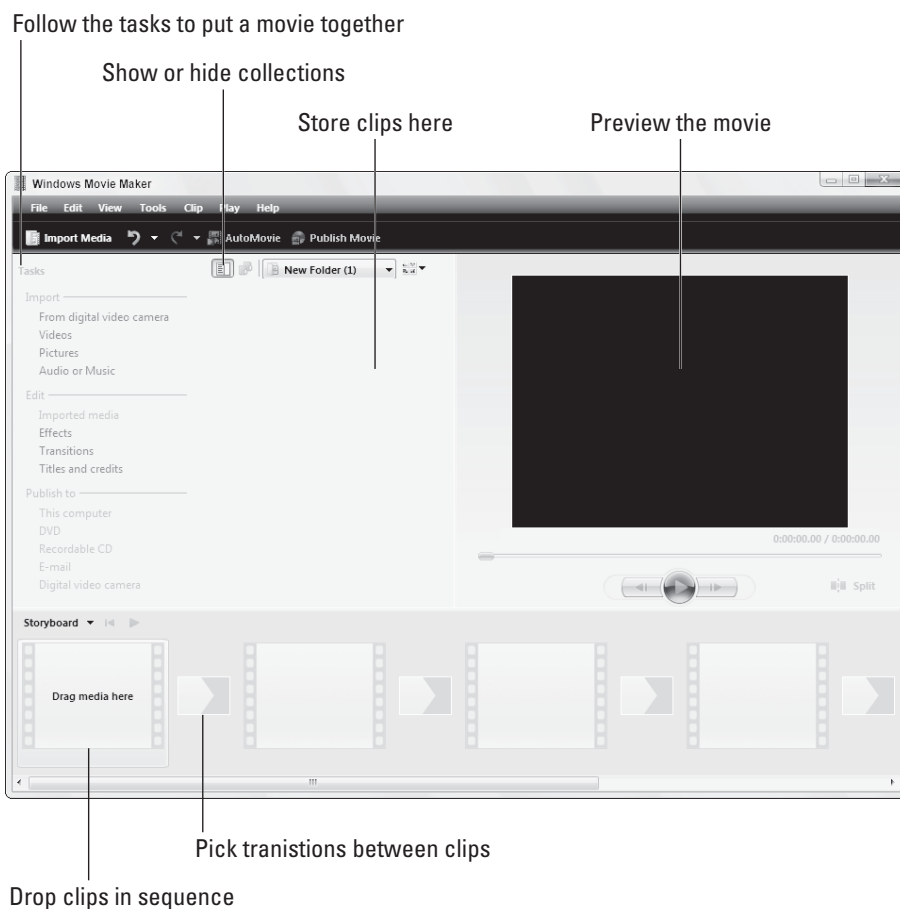 Follow the tasks to put a movie together
Show or hide collections
Store clips here
Preview the movie
Windows Movie Maker
File Edit View Tools Clip Play Help
Import Media AutoMovie Publish Movie
Tasks
New Folder (1)
Import
From digital video camera
Videos
Pictures
Audio or Music
Edit
Imported media
Effects
Transitions
Titles and credits
Publish to
This computer
DVD
Recordable CD
E-mail
Digital video camera
0:00:00.00 / 0:00:00.00
Split
Storyboard
Drag media here
Pick tranistions between clips
Drop clips in sequence